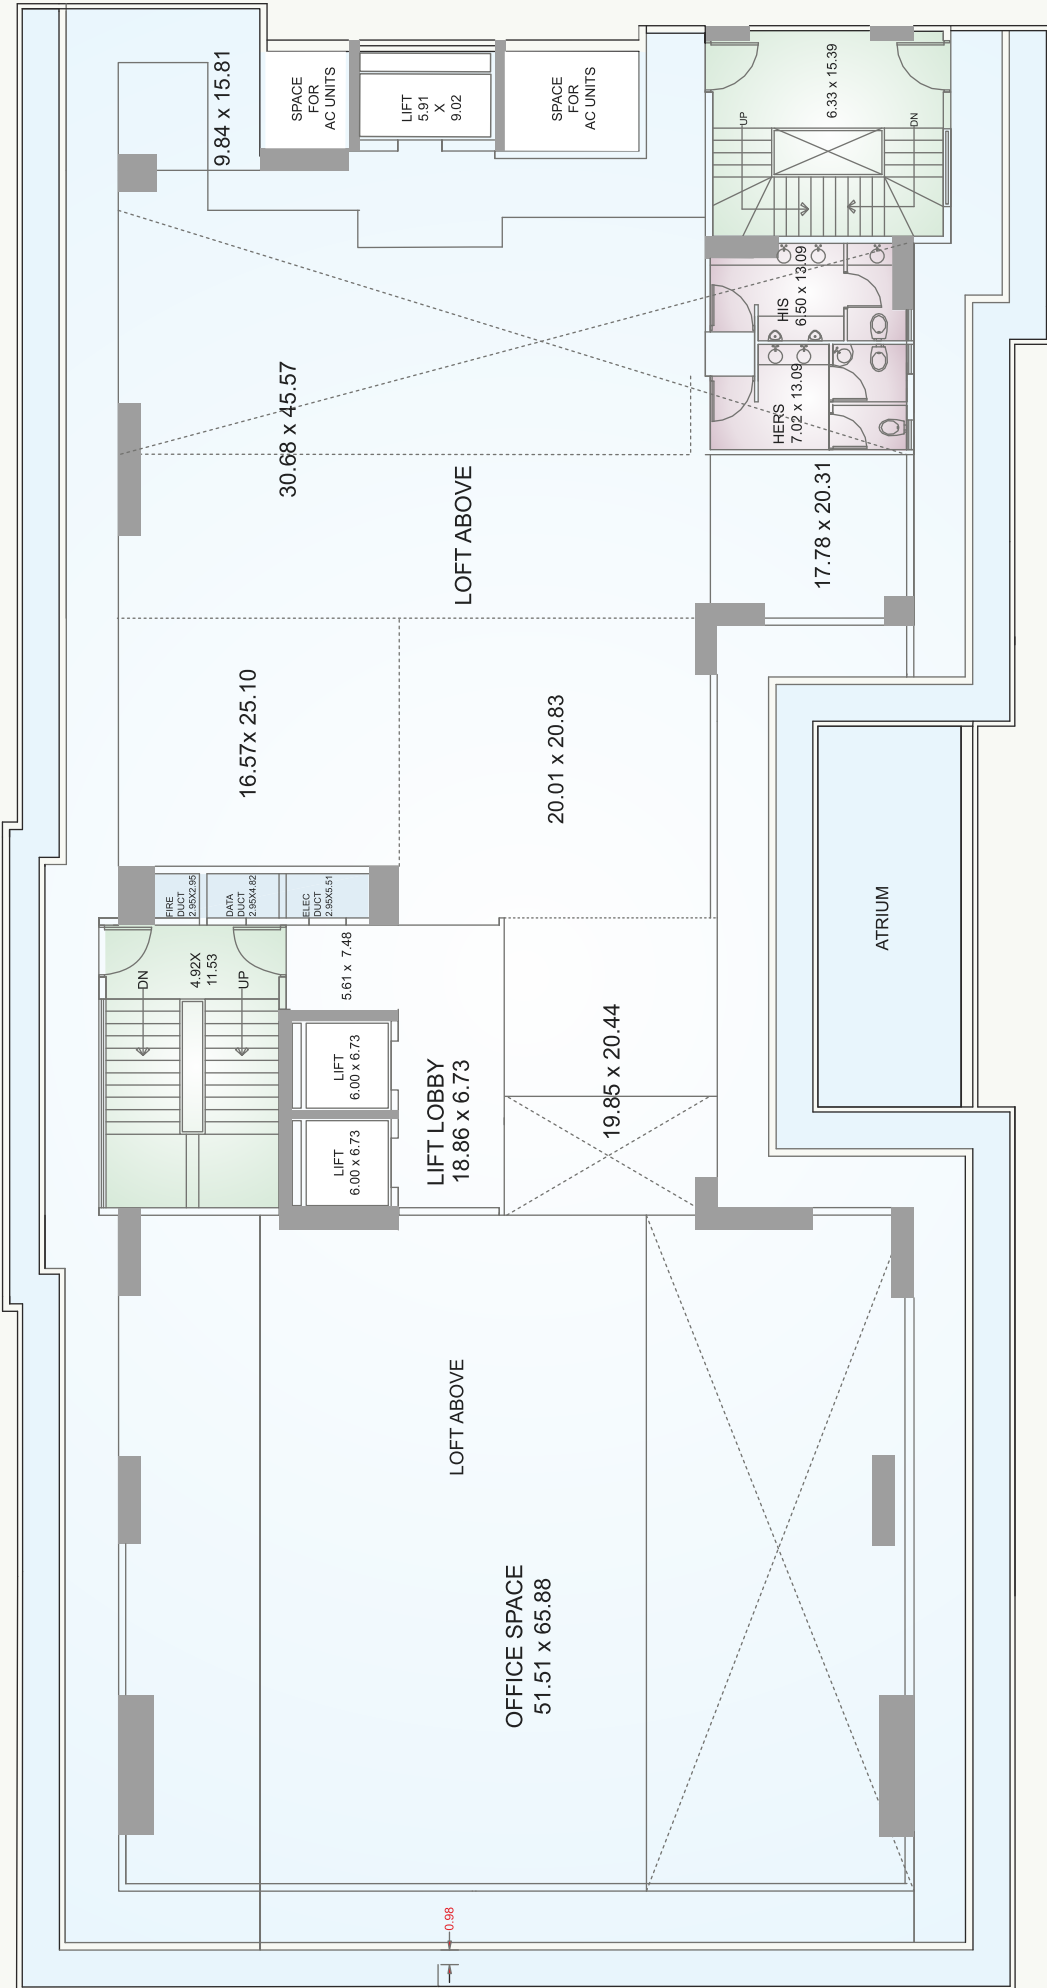 9.84 x 15.81
SPACE
FOR
AC UNITS
LIFT
5.91
X
9.02
SPACE
FOR
AC UNITS
6.33 x 15.39
UP
DN
HIS
6.50 x 13.09
HER'S
7.02 x 13.09
30.68 x 45.57
LOFT ABOVE
17.78 x 20.31
16.57x 25.10
20.01 x 20.83
FIRE
DUCT
2.95X2.95
DATA
DUCT
2.95X4.82
ELEC
DUCT
2.95X5.51
ATRIUM
DN
4.92X
11.53
UP
5.61 x 7.48
LIFT
6.00 x 6.73
LIFT
6.00 x 6.73
LIFT LOBBY
18.86 x 6.73
19.85 x 20.44
LOFT ABOVE
OFFICE SPACE
51.51 x 65.88
0.98